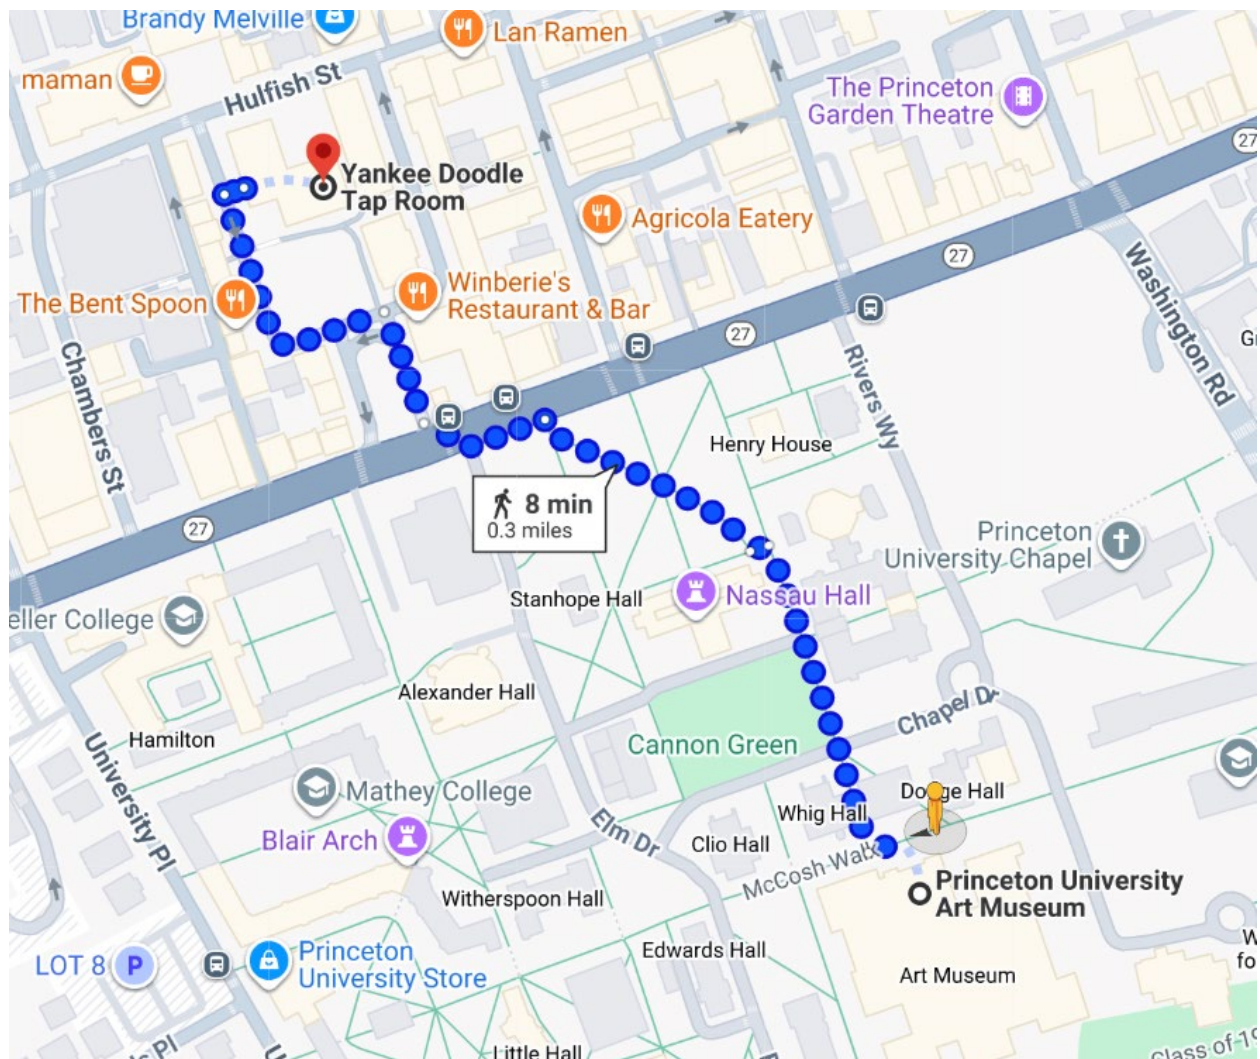 Brandy Melville
Lan Ramen
maman
Hulfish St
The Princeton
Garden Theatre
27
Yankee Doodle
Tap Room
Agricola Eatery
27
Washington Rd
Winberie's
Restaurant & Bar
The Bent Spoon
27
Chambers St
Rivers Wy
Henry House
8 min
0.3 miles
27
Princeton
University Chapel
Stanhope Hall
Nassau Hall
eller College
Alexander Hall
Chapel Dr
Hamilton
Cannon Green
University Pl
Mathey College
Dodge Hall
Whig Hall
Blair Arch
Elm Dr
Clio Hall
McCosh Walk
Princeton University
Art Museum
Witherspoon Hall
Princeton
University Store
LOT 8 P
Edwards Hall
Art Museum
Little Hall
Class of 19